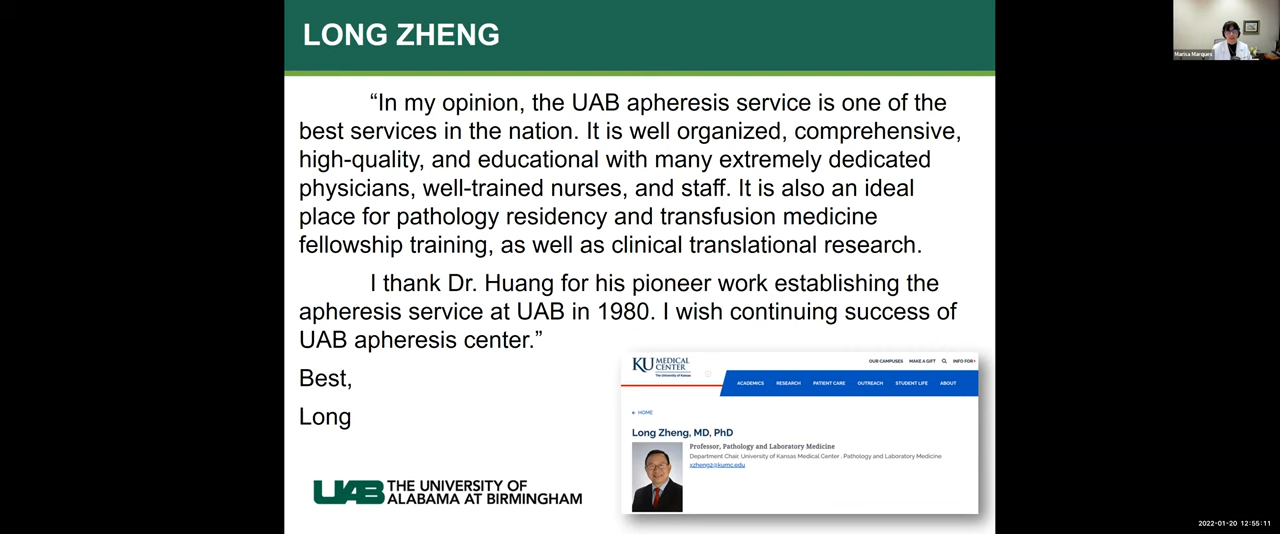 LONG ZHENG
Marisa Marques
“In my opinion, the UAB apheresis service is one of the
best services in the nation. It is well organized, comprehensive,
high-quality, and educational with many extremely dedicated
physicians, well-trained nurses, and staff. It is also an ideal
place for pathology residency and transfusion medicine
fellowship training, as well as clinical translational research.
I thank Dr. Huang for his pioneer work establishing the
apheresis service at UAB in 1980. I wish continuing success of
UAB apheresis center.”
Best,
Long
KU MEDICAL CENTER
The University of Kansas
OUR CAMPUSES MAKE A GIFT INFO FOR
ACADEMICS RESEARCH PATIENT CARE OUTREACH STUDENT LIFE ABOUT
HOME
Long Zheng, MD, PhD
Professor, Pathology and Laboratory Medicine
Department Chair, University of Kansas Medical Center , Pathology and Laboratory Medicine
xzheng2@kumc.edu
UAB THE UNIVERSITY OF
ALABAMA AT BIRMINGHAM
2022-01-20 12:55:11